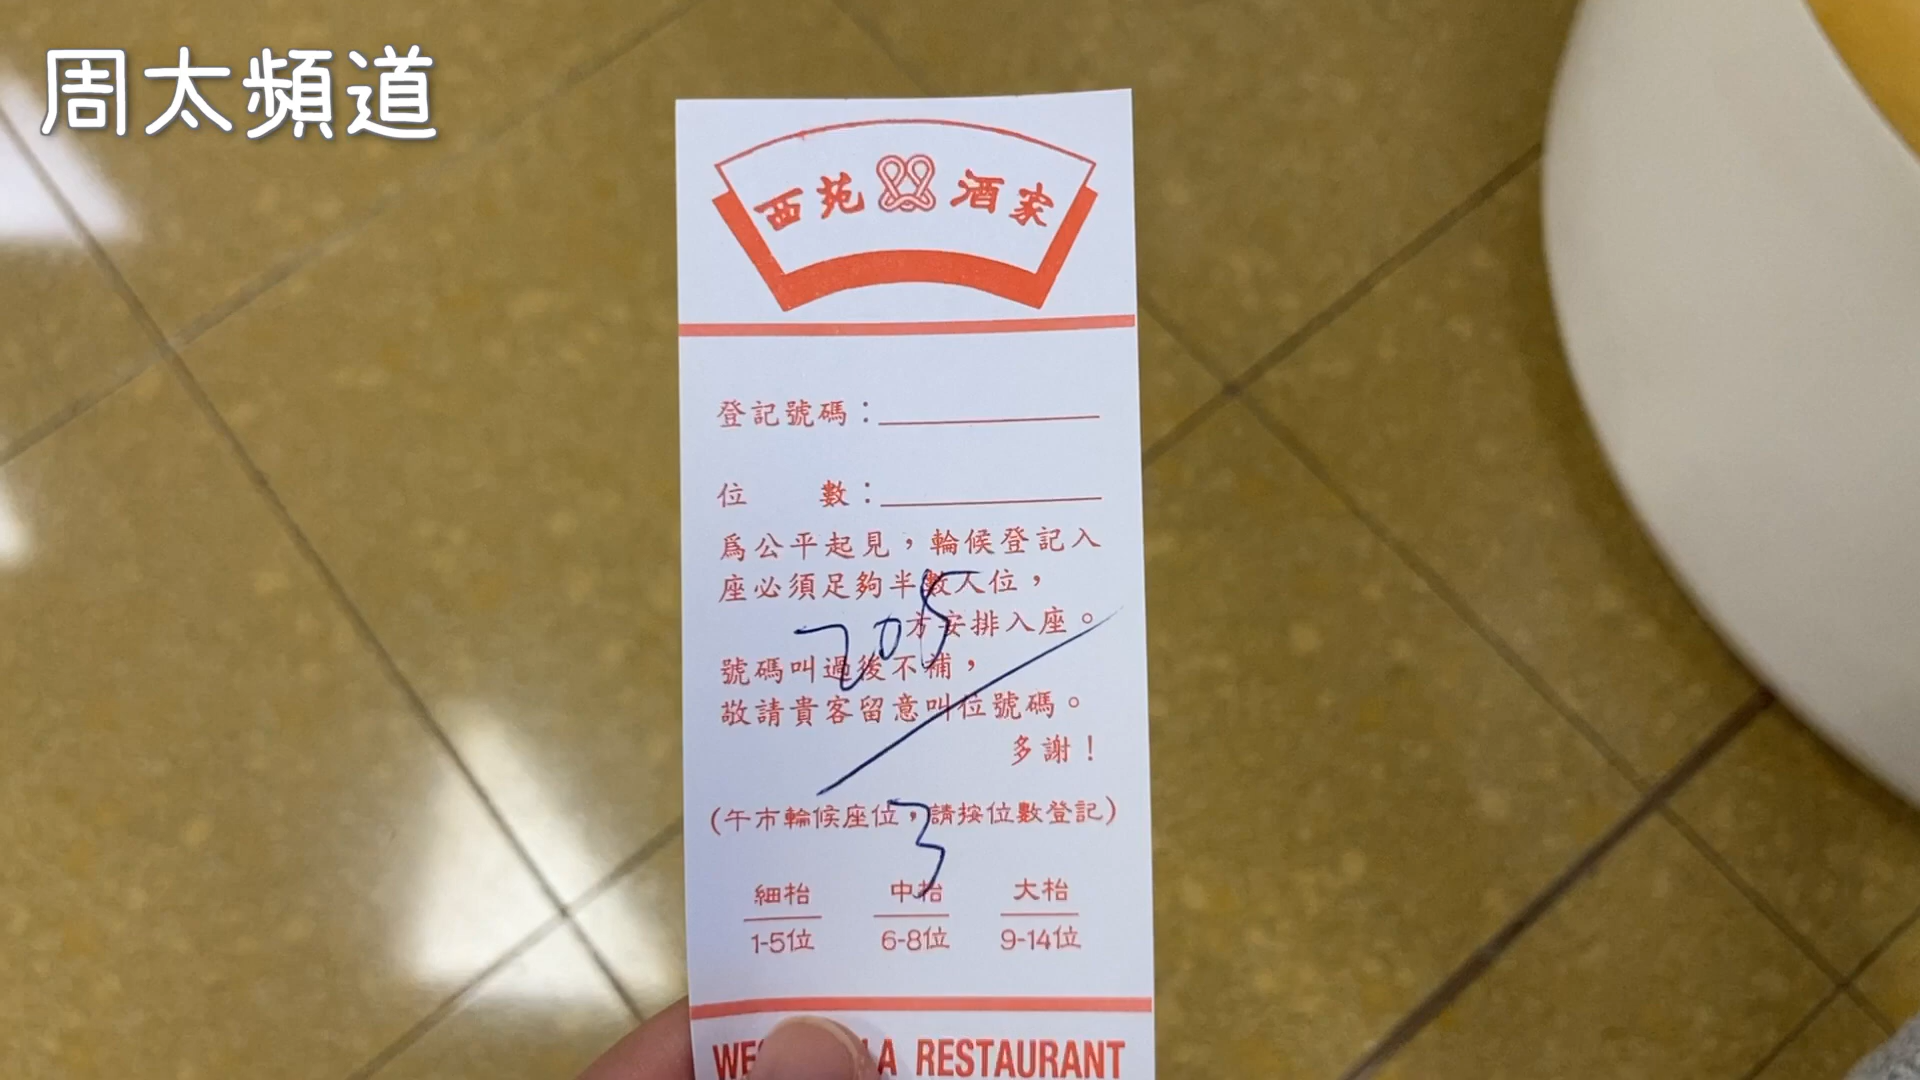 周太頻道
西苑酒家
登記號碼：
位 數：
爲公平起見，輪候登記入
座必須足夠半數人位，
方安排入座。
號碼叫過後不補，
敬請貴客留意叫位號碼。
多謝！
705
(午市輪候座位，請按位數登記)
3
細枱 中枱 大枱
1-5位 6-8位 9-14位
RESTAURANT